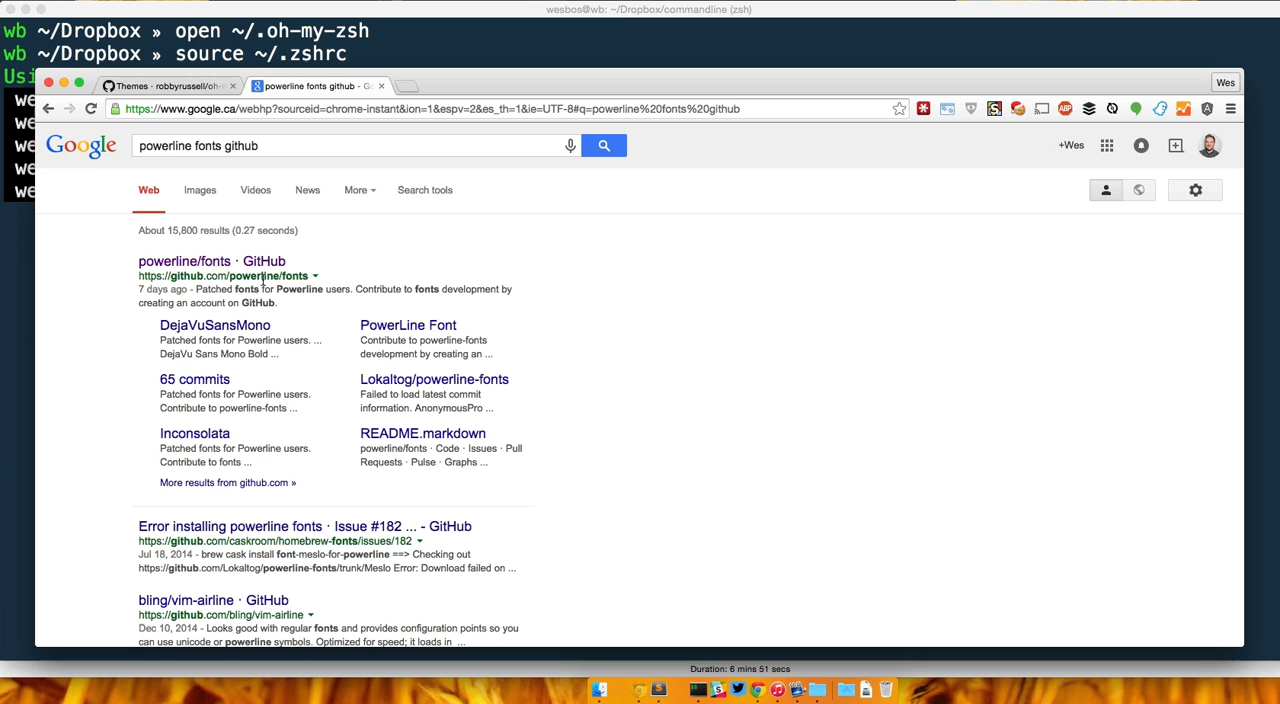 wesbos@wb: ~/Dropbox/commandline (zsh)
wb ~/Dropbox » open ~/.oh-my-zsh
wb ~/Dropbox » source ~/.zshrc
Usi
we
we
we
we
we
Themes · robbyrussell/oh-
powerline fonts github - Go
Wes
https://www.google.ca/webhp?sourceid=chrome-instant&ion=1&espv=2&es_th=1&ie=UTF-8#q=powerline%20fonts%20github
ABP
Google
powerline fonts github
+Wes
Web Images Videos News More Search tools
About 15,800 results (0.27 seconds)
powerline/fonts · GitHub
https://github.com/powerline/fonts
7 days ago - Patched fonts for Powerline users. Contribute to fonts development by
creating an account on GitHub.
DejaVuSansMono
Patched fonts for Powerline users. ...
DejaVu Sans Mono Bold ...
PowerLine Font
Contribute to powerline-fonts
development by creating an ...
65 commits
Patched fonts for Powerline users.
Contribute to powerline-fonts ...
Lokaltog/powerline-fonts
Failed to load latest commit
information. AnonymousPro ...
Inconsolata
Patched fonts for Powerline users.
Contribute to fonts ...
README.markdown
powerline/fonts · Code · Issues · Pull
Requests · Pulse · Graphs ...
More results from github.com »
Error installing powerline fonts · Issue #182 ... - GitHub
https://github.com/caskroom/homebrew-fonts/issues/182
Jul 18, 2014 - brew cask install font-meslo-for-powerline ==> Checking out
https://github.com/Lokaltog/powerline-fonts/trunk/Meslo Error: Download failed on ...
bling/vim-airline · GitHub
https://github.com/bling/vim-airline
Dec 10, 2014 - Looks good with regular fonts and provides configuration points so you
can use unicode or powerline symbols. Optimized for speed; it loads in ...
Duration: 6 mins 51 secs